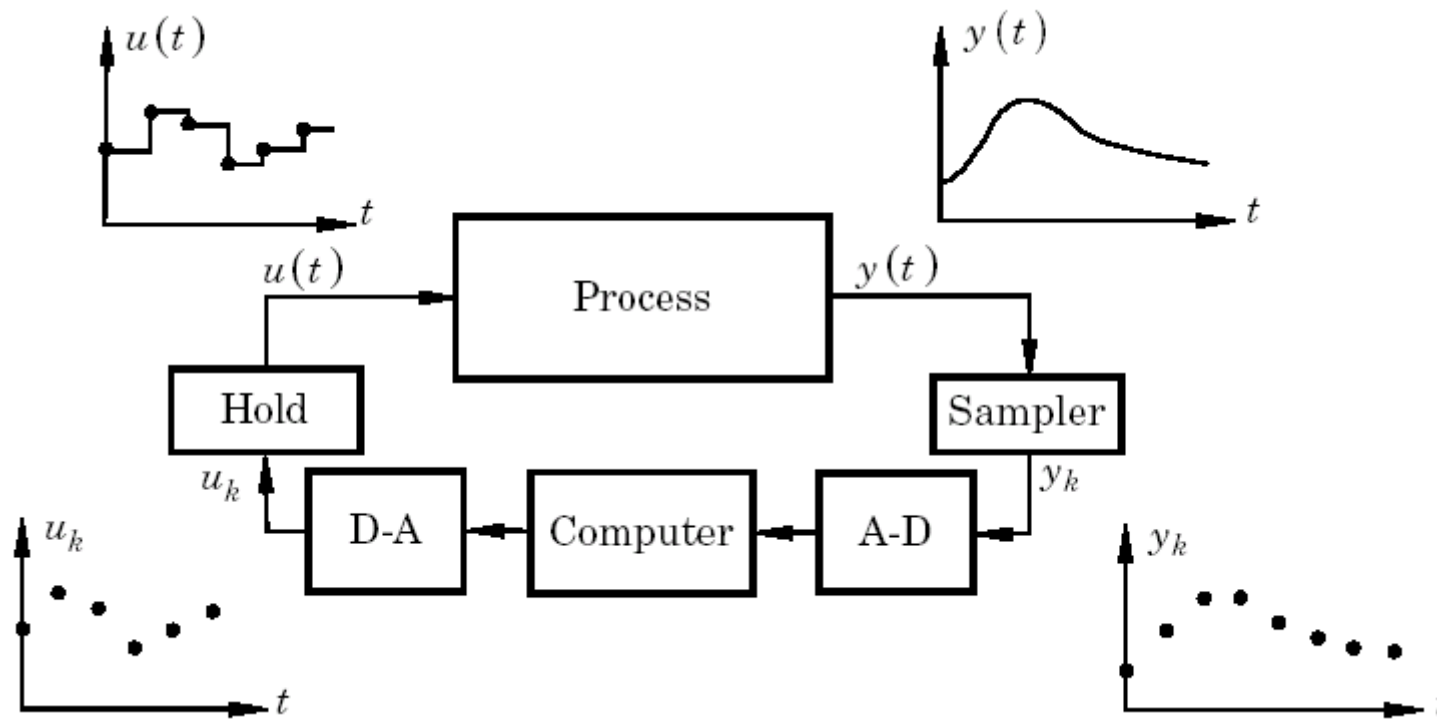 u(t)
y(t)
t
t
u(t)
Process
y(t)
Hold
Sampler
u_k
y_k
D-A
Computer
A-D
u_k
y_k
t